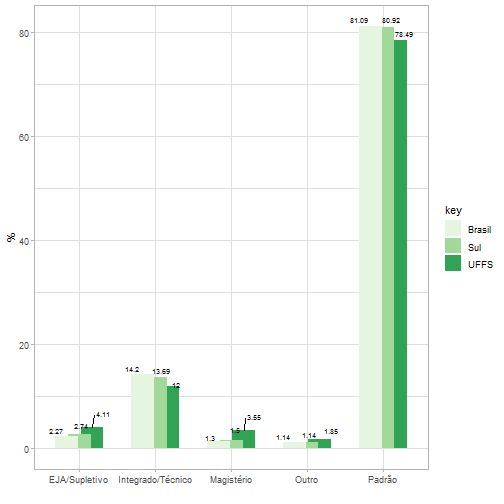 81.09
80.92
78.49
80
60
40
20
0
%
14.2
13.69
12
2.27
2.74
4.11
1.3
1.5
3.55
1.14
1.14
1.85
EJA/Supletivo
Integrado/Técnico
Magistério
Outro
Padrão
key
Brasil
Sul
UFFS